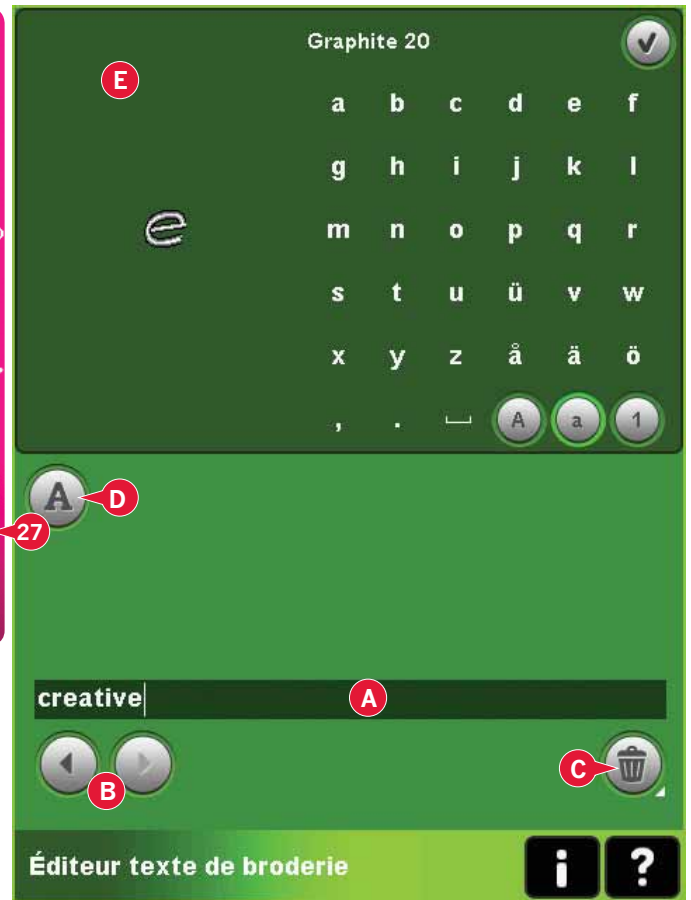 Graphite 20
E
a b c d e f
g h i j k l
e
m n o p q r
s t u ü v w
x y z å ä ö
, . A a 1
A D
27
creative A
B
C
Éditeur texte de broderie i ?